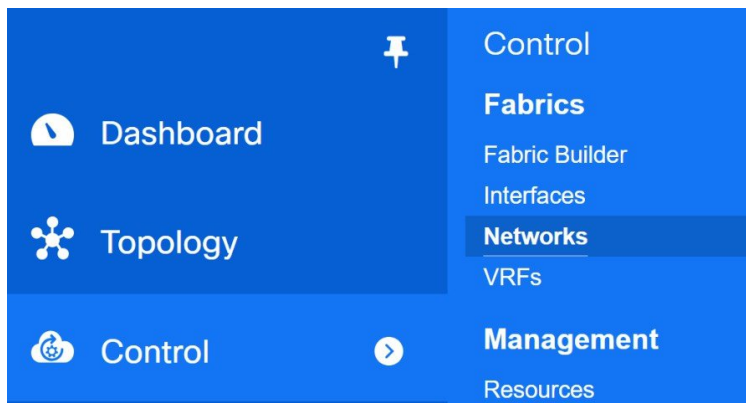 Dashboard
Topology
Control
Control
Fabrics
Fabric Builder
Interfaces
Networks
VRFs
Management
Resources